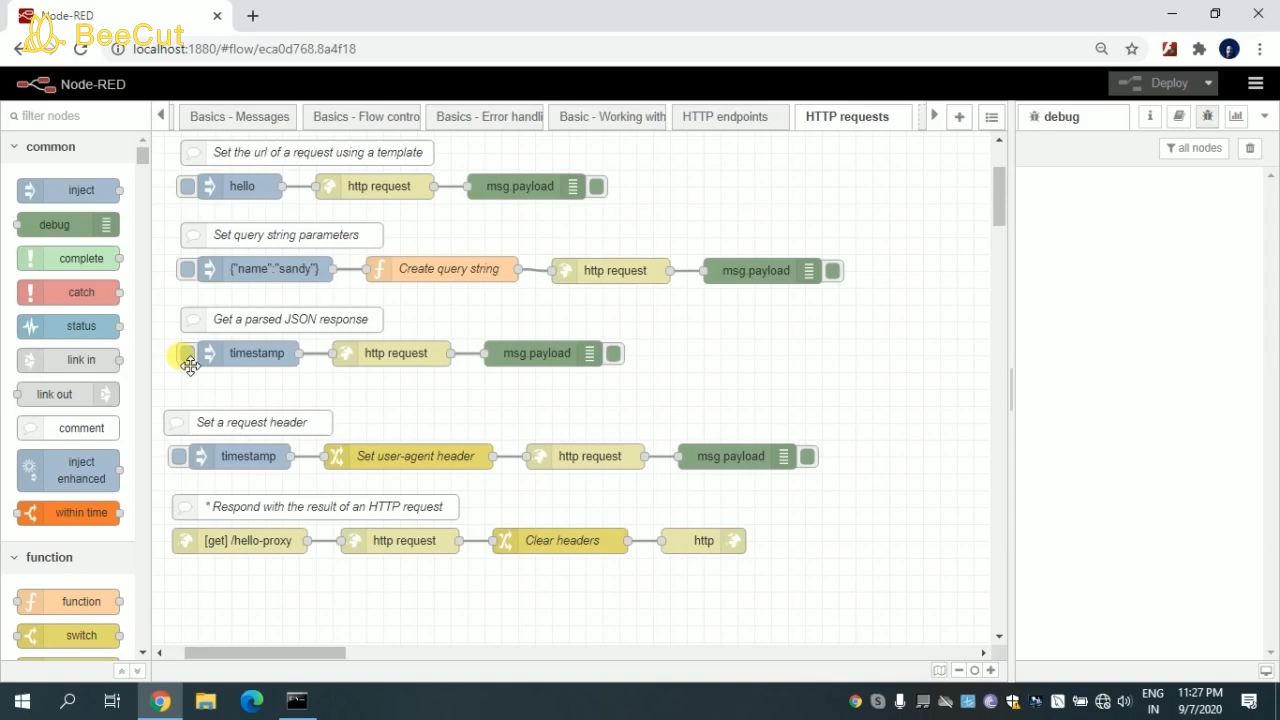 Node-RED
BeeCut
localhost:1880/#flow/eca0d768.8a4f18
Node-RED
Deploy
filter nodes
Basics - Messages
Basics - Flow contro
Basics - Error handli
Basic - Working with
HTTP endpoints
HTTP requests
debug
all nodes
common
inject
debug
complete
catch
status
link in
link out
comment
inject
enhanced
within time
function
function
switch
Set the url of a request using a template
hello
http request
msg.payload
Set query string parameters
{"name":"sandy"}
Create query string
http request
msg.payload
Get a parsed JSON response
timestamp
http request
msg.payload
Set a request header
timestamp
Set user-agent header
http request
msg.payload
* Respond with the result of an HTTP request
[get] /hello-proxy
http request
Clear headers
http
ENG
IN
11:27 PM
9/7/2020